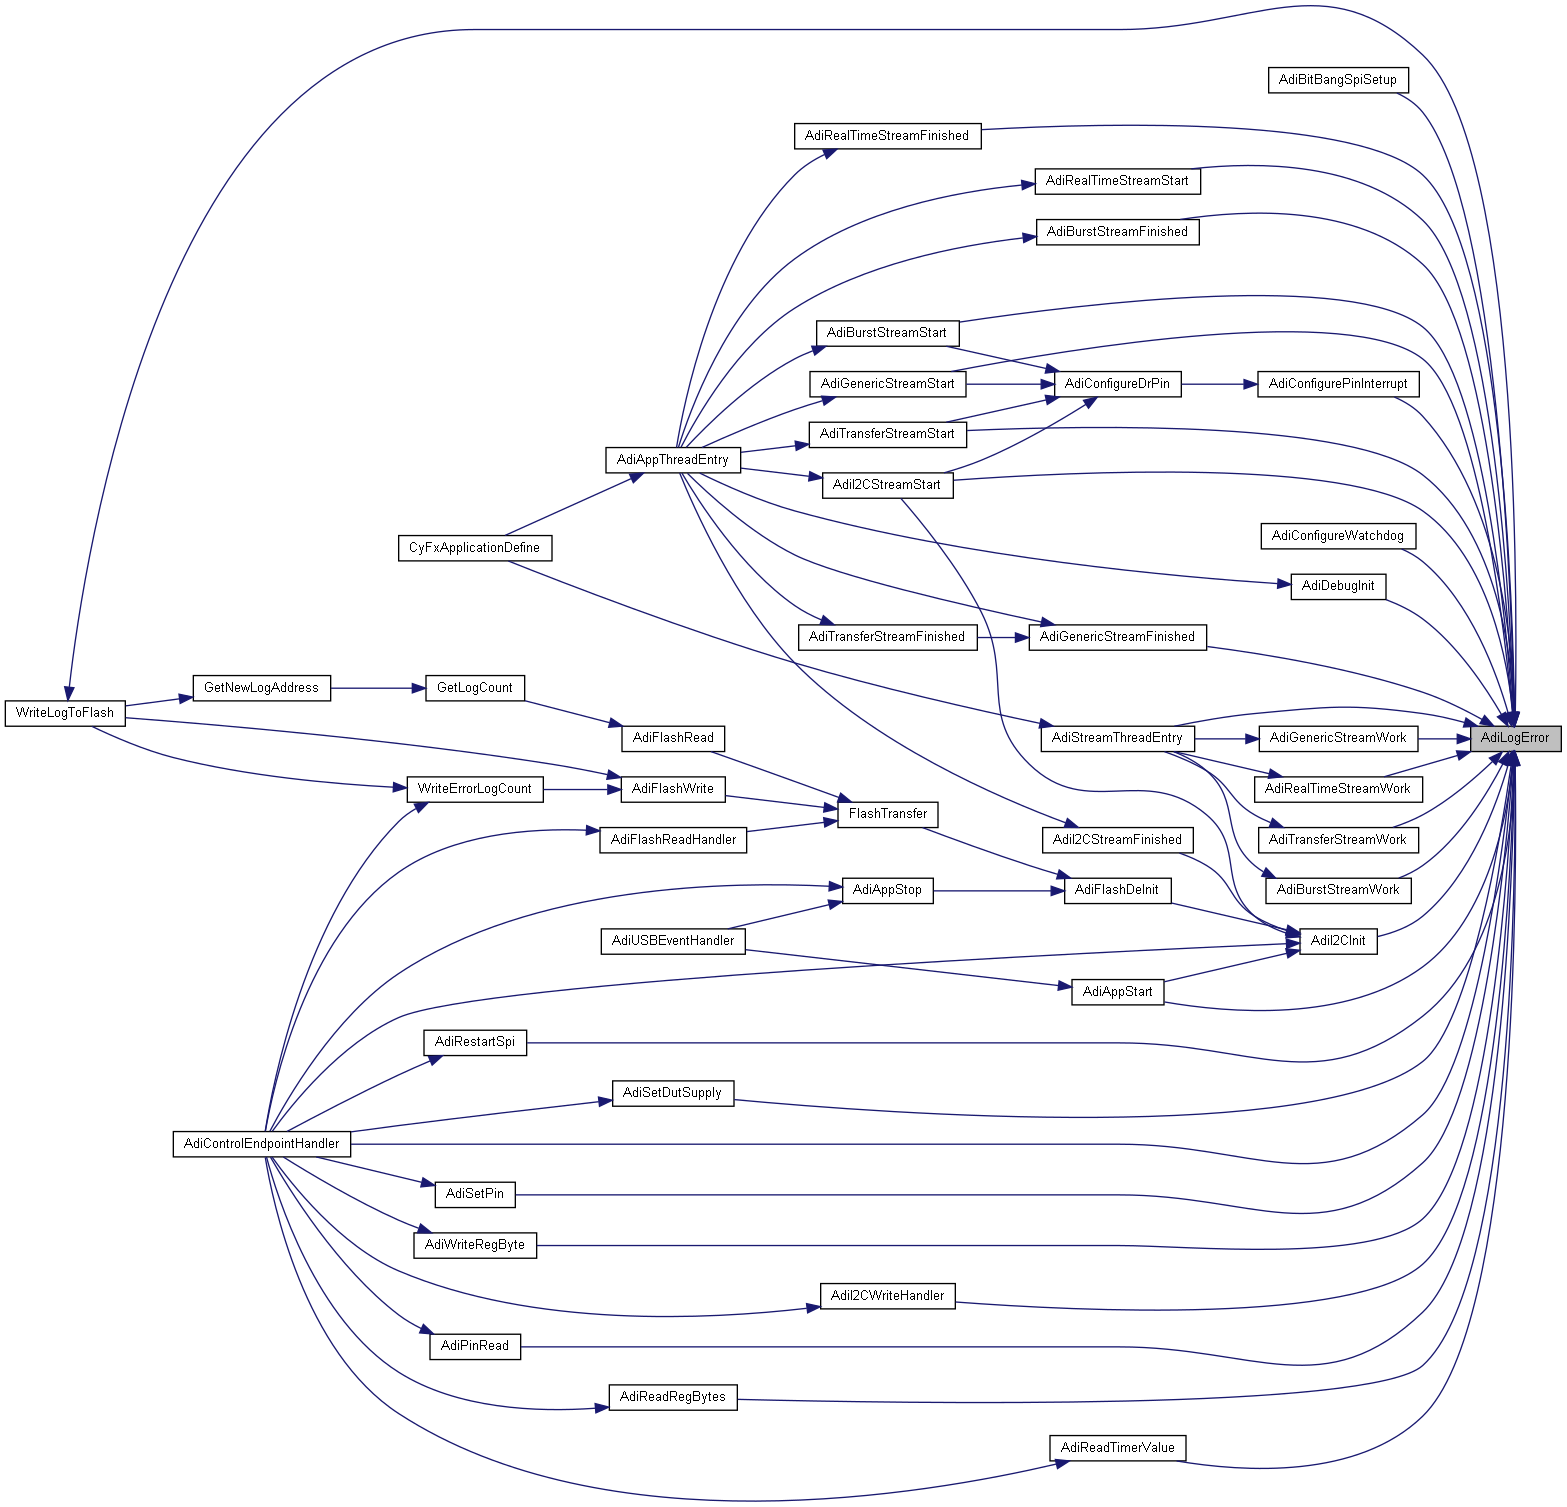 AdiBitBangSpiSetup
AdiRealTimeStreamFinished
AdiRealTimeStreamStart
AdiBurstStreamFinished
AdiBurstStreamStart
AdiGenericStreamStart
AdiConfigureDrPin
AdiConfigurePinInterrupt
AdiTransferStreamStart
AdiAppThreadEntry
AdiI2CStreamStart
AdiConfigureWatchdog
CyFxApplicationDefine
AdiDebugInit
AdiTransferStreamFinished
AdiGenericStreamFinished
GetNewLogAddress
GetLogCount
WriteLogToFlash
AdiFlashRead
AdiStreamThreadEntry
AdiGenericStreamWork
AdiLogError
WriteErrorLogCount
AdiFlashWrite
AdiRealTimeStreamWork
FlashTransfer
AdiFlashReadHandler
AdiI2CStreamFinished
AdiTransferStreamWork
AdiAppStop
AdiFlashDeInit
AdiBurstStreamWork
AdiUSBEventHandler
AdiI2CInit
AdiAppStart
AdiRestartSpi
AdiSetDutSupply
AdiControlEndpointHandler
AdiSetPin
AdiWriteRegByte
AdiI2CWriteHandler
AdiPinRead
AdiReadRegBytes
AdiReadTimerValue